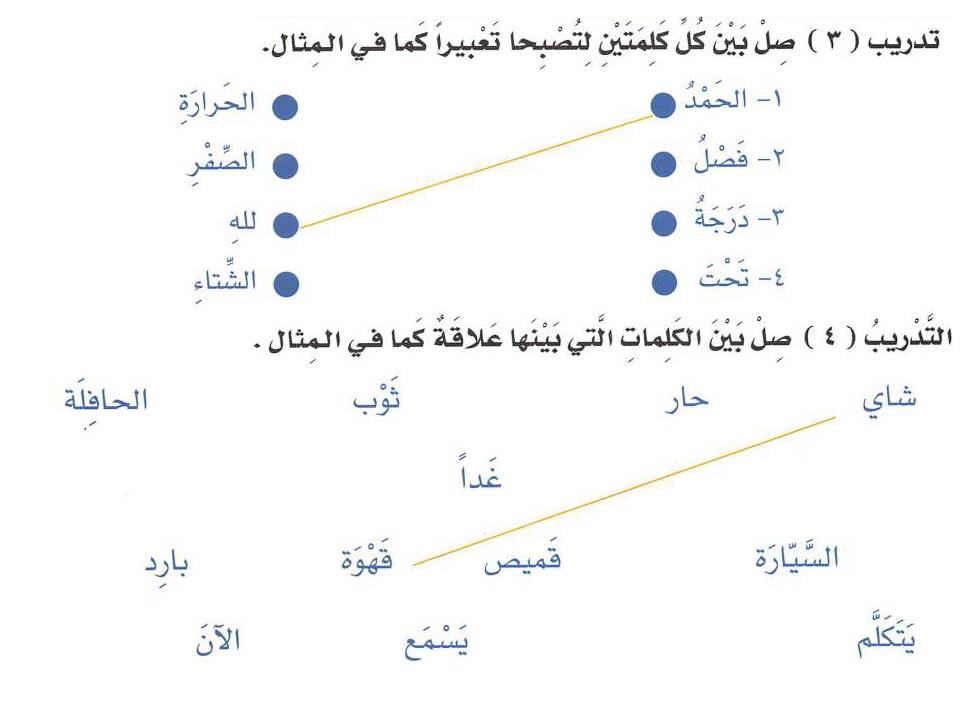 تدريب ( ٣ ) صِلْ بَيْنَ كُلِّ كَلِمَتَيْنِ لِتُصْبِحا تَعْبيراً كَما في المِثال.
١- الحَمْدُ الحَرارَةِ
٢- فَصْلُ الصِّفْرِ
٣- دَرَجَةُ للهِ
٤- تَحْتَ الشِّتاءِ
التَّدْريبُ ( ٤ ) صِلْ بَيْنَ الكَلِماتِ الَّتي بَيْنَها عَلاقَةٌ كَما في المِثال .
شاي حار ثَوْب الحافِلَة
غَداً
السَّيّارَة قَميص قَهْوَة بارِد
يَتَكَلَّم يَسْمَع الآنَ